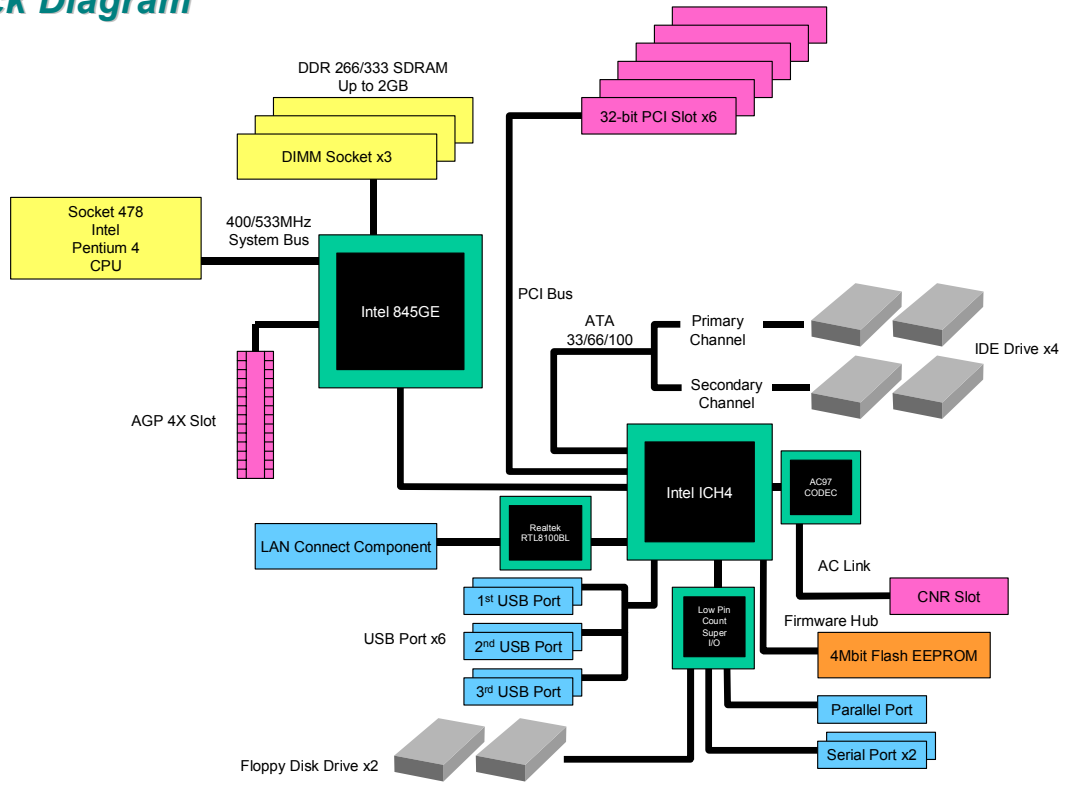 ck Diagram
DDR 266/333 SDRAM
Up to 2GB
DIMM Socket x3
32-bit PCI Slot x6
Socket 478
Intel
Pentium 4
CPU
400/533MHz
System Bus
Intel 845GE
AGP 4X Slot
PCI Bus
ATA
33/66/100
Primary
Channel
Secondary
Channel
IDE Drive x4
Intel ICH4
AC97
CODEC
Realtek
RTL8100BL
LAN Connect Component
AC Link
CNR Slot
1st USB Port
2nd USB Port
3rd USB Port
USB Port x6
Low Pin
Count
Super
I/O
Firmware Hub
4Mbit Flash EEPROM
Parallel Port
Serial Port x2
Floppy Disk Drive x2